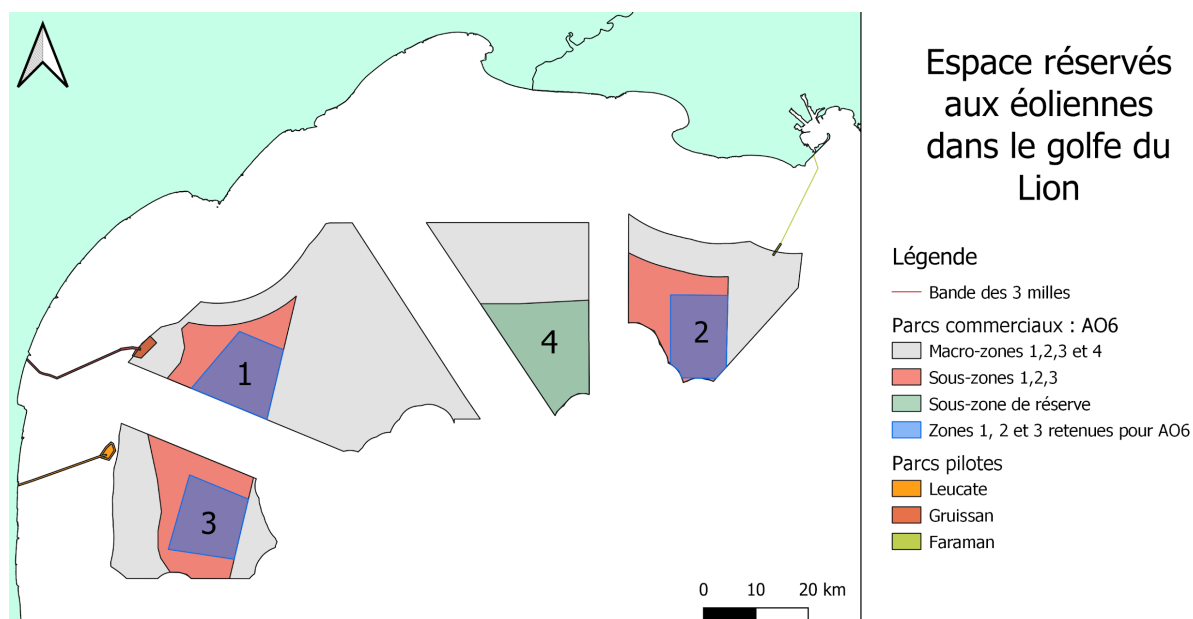 Espace réservés
aux éoliennes
dans le golfe du
Lion
Légende
Bande des 3 milles
Parcs commerciaux : AO6
Macro-zones 1,2,3 et 4
Sous-zones 1,2,3
Sous-zone de réserve
Zones 1, 2 et 3 retenues pour AO6
Parcs pilotes
Leucate
Gruissan
Faraman
1
2
3
4
0 10 20 km